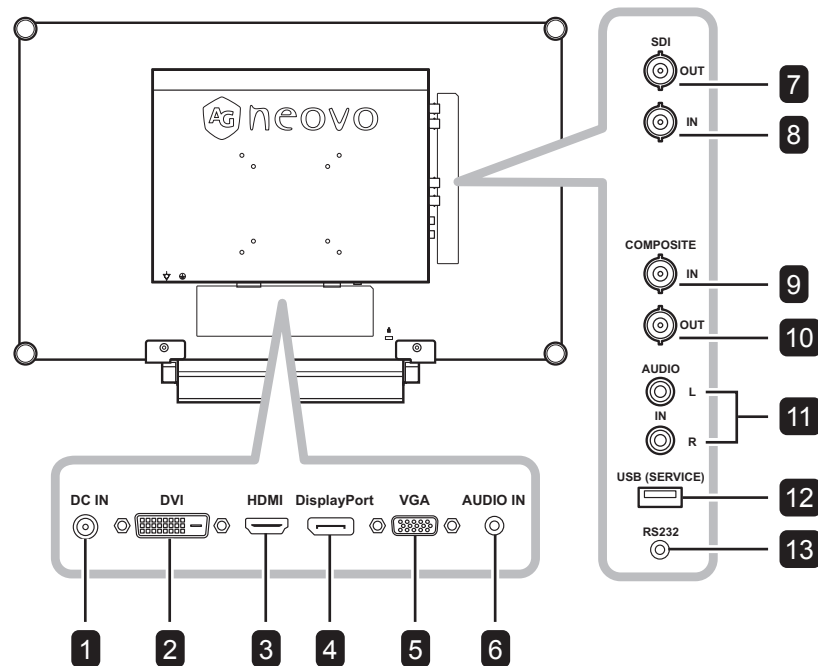 AG neovo
SDI
OUT
7
IN
8
COMPOSITE
IN
9
OUT
10
AUDIO
L
IN
11
R
USB (SERVICE)
12
RS232
13
DC IN DVI HDMI DisplayPort VGA AUDIO IN
1 2 3 4 5 6